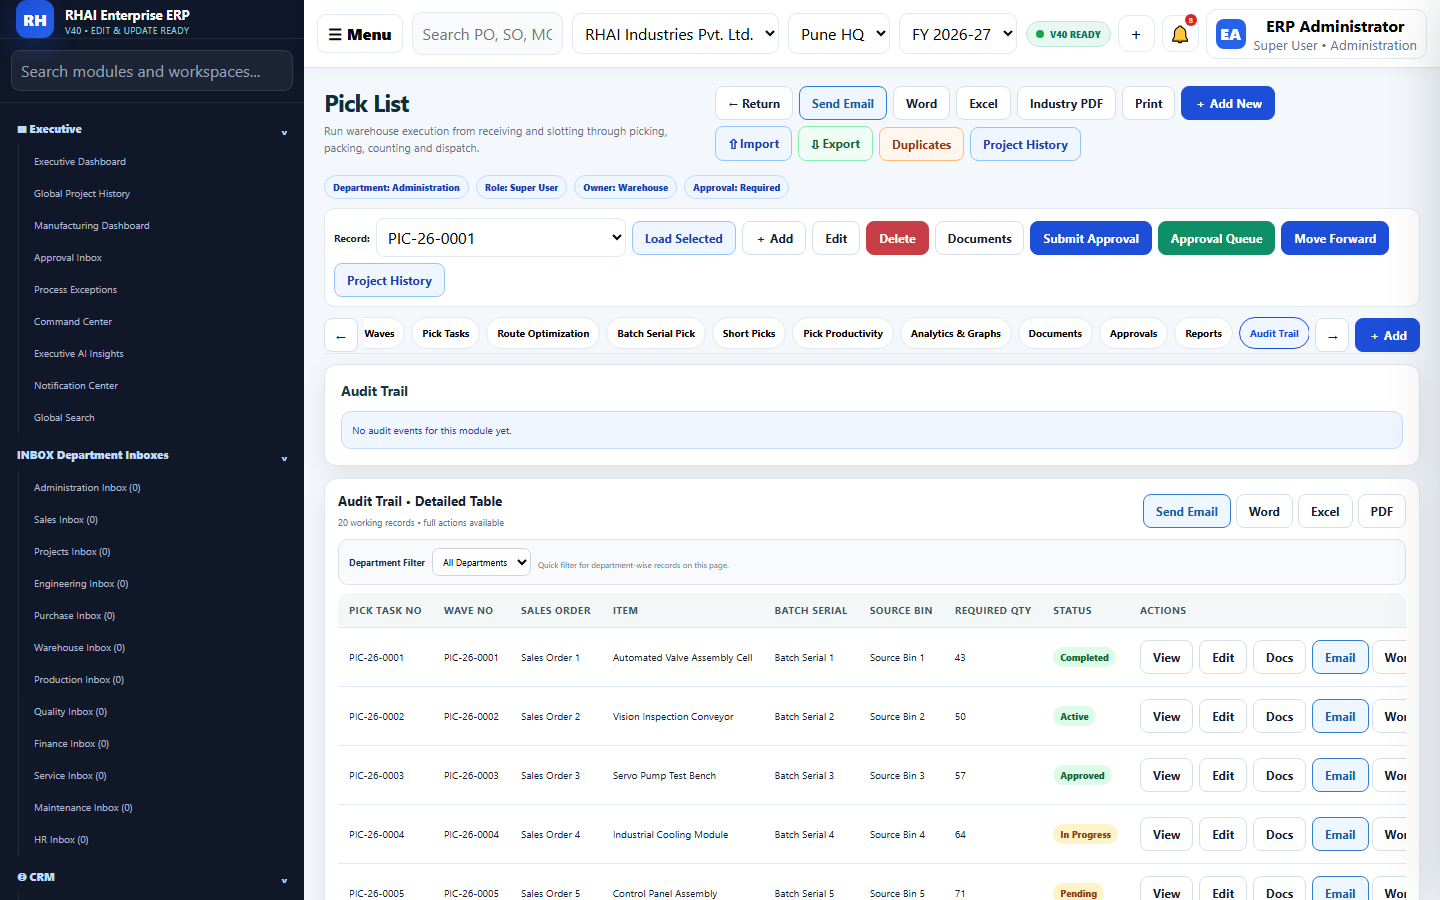 RH
RHAI Enterprise ERP
V40 • EDIT & UPDATE READY
Search modules and workspaces...
Executive
Executive Dashboard
Global Project History
Manufacturing Dashboard
Approval Inbox
Process Exceptions
Command Center
Executive AI Insights
Notification Center
Global Search
INBOX Department Inboxes
Administration Inbox (0)
Sales Inbox (0)
Projects Inbox (0)
Engineering Inbox (0)
Purchase Inbox (0)
Warehouse Inbox (0)
Production Inbox (0)
Quality Inbox (0)
Finance Inbox (0)
Service Inbox (0)
Maintenance Inbox (0)
HR Inbox (0)
CRM
☰ Menu
Search PO, SO, MO
RHAI Industries Pvt. Ltd.
Pune HQ
FY 2026-27
V40 READY
+
8
EA
ERP Administrator
Super User • Administration
Pick List
Run warehouse execution from receiving and slotting through picking,
packing, counting and dispatch.
← Return
Send Email
Word
Excel
Industry PDF
Print
+ Add New
⇧ Import
⇩ Export
Duplicates
Project History
Department: Administration
Role: Super User
Owner: Warehouse
Approval: Required
Record:
PIC-26-0001
Load Selected
+ Add
Edit
Delete
Documents
Submit Approval
Approval Queue
Move Forward
Project History
←
Waves
Pick Tasks
Route Optimization
Batch Serial Pick
Short Picks
Pick Productivity
Analytics & Graphs
Documents
Approvals
Reports
Audit Trail
→
+ Add
Audit Trail
No audit events for this module yet.
Audit Trail • Detailed Table
20 working records • full actions available
Send Email
Word
Excel
PDF
Department Filter
All Departments
Quick filter for department-wise records on this page.
PICK TASK NO WAVE NO SALES ORDER ITEM BATCH SERIAL SOURCE BIN REQUIRED QTY STATUS ACTIONS
PIC-26-0001 PIC-26-0001 Sales Order 1 Automated Valve Assembly Cell Batch Serial 1 Source Bin 1 43 Completed View Edit Docs Email Wor
PIC-26-0002 PIC-26-0002 Sales Order 2 Vision Inspection Conveyor Batch Serial 2 Source Bin 2 50 Active View Edit Docs Email Wor
PIC-26-0003 PIC-26-0003 Sales Order 3 Servo Pump Test Bench Batch Serial 3 Source Bin 3 57 Approved View Edit Docs Email Wor
PIC-26-0004 PIC-26-0004 Sales Order 4 Industrial Cooling Module Batch Serial 4 Source Bin 4 64 In Progress View Edit Docs Email Wor
PIC-26-0005 PIC-26-0005 Sales Order 5 Control Panel Assembly Batch Serial 5 Source Bin 5 71 Pending View Edit Docs Email Wor